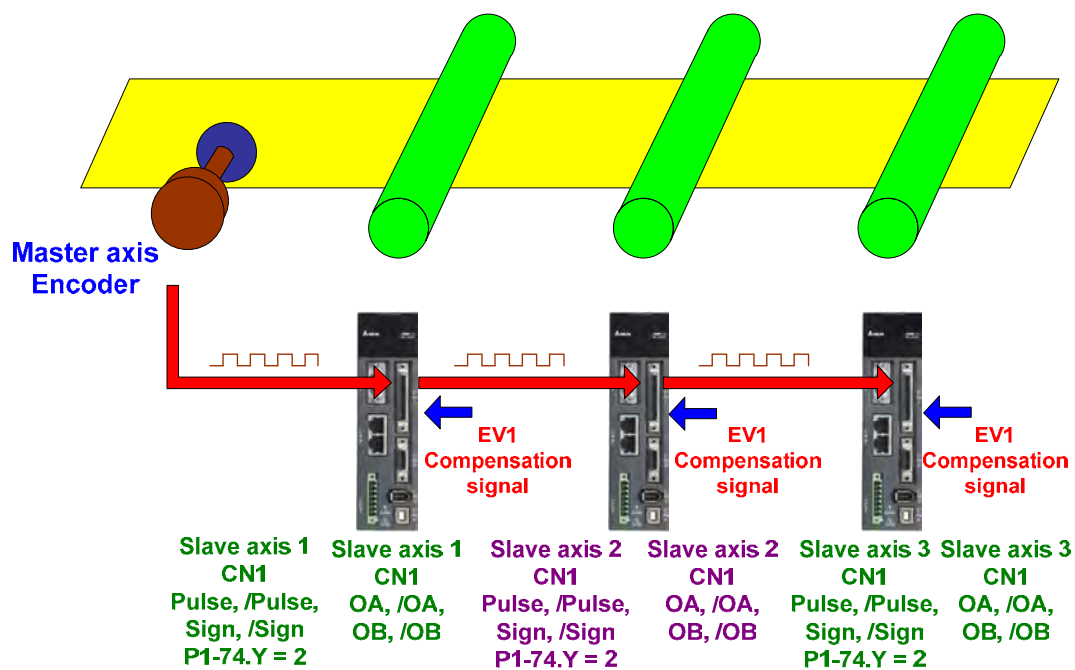 Master axis
Encoder
EV1
Compensation
signal
EV1
Compensation
signal
EV1
Compensation
signal
Slave axis 1
CN1
Pulse, /Pulse,
Sign, /Sign
P1-74.Y = 2
Slave axis 1
CN1
OA, /OA,
OB, /OB
Slave axis 2
CN1
Pulse, /Pulse,
Sign, /Sign
P1-74.Y = 2
Slave axis 2
CN1
OA, /OA,
OB, /OB
Slave axis 3
CN1
Pulse, /Pulse,
Sign, /Sign
P1-74.Y = 2
Slave axis 3
CN1
OA, /OA,
OB, /OB